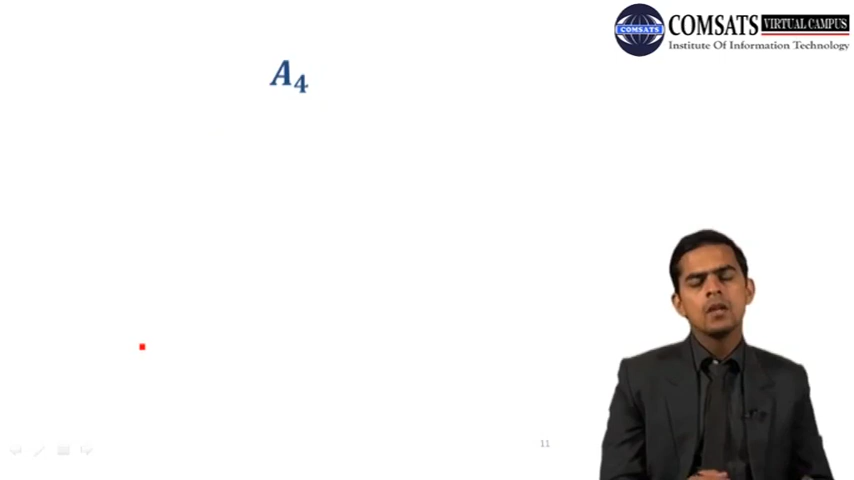 COMSATS VIRTUAL CAMPUS
COMSATS
Institute Of Information Technology
A₄
11